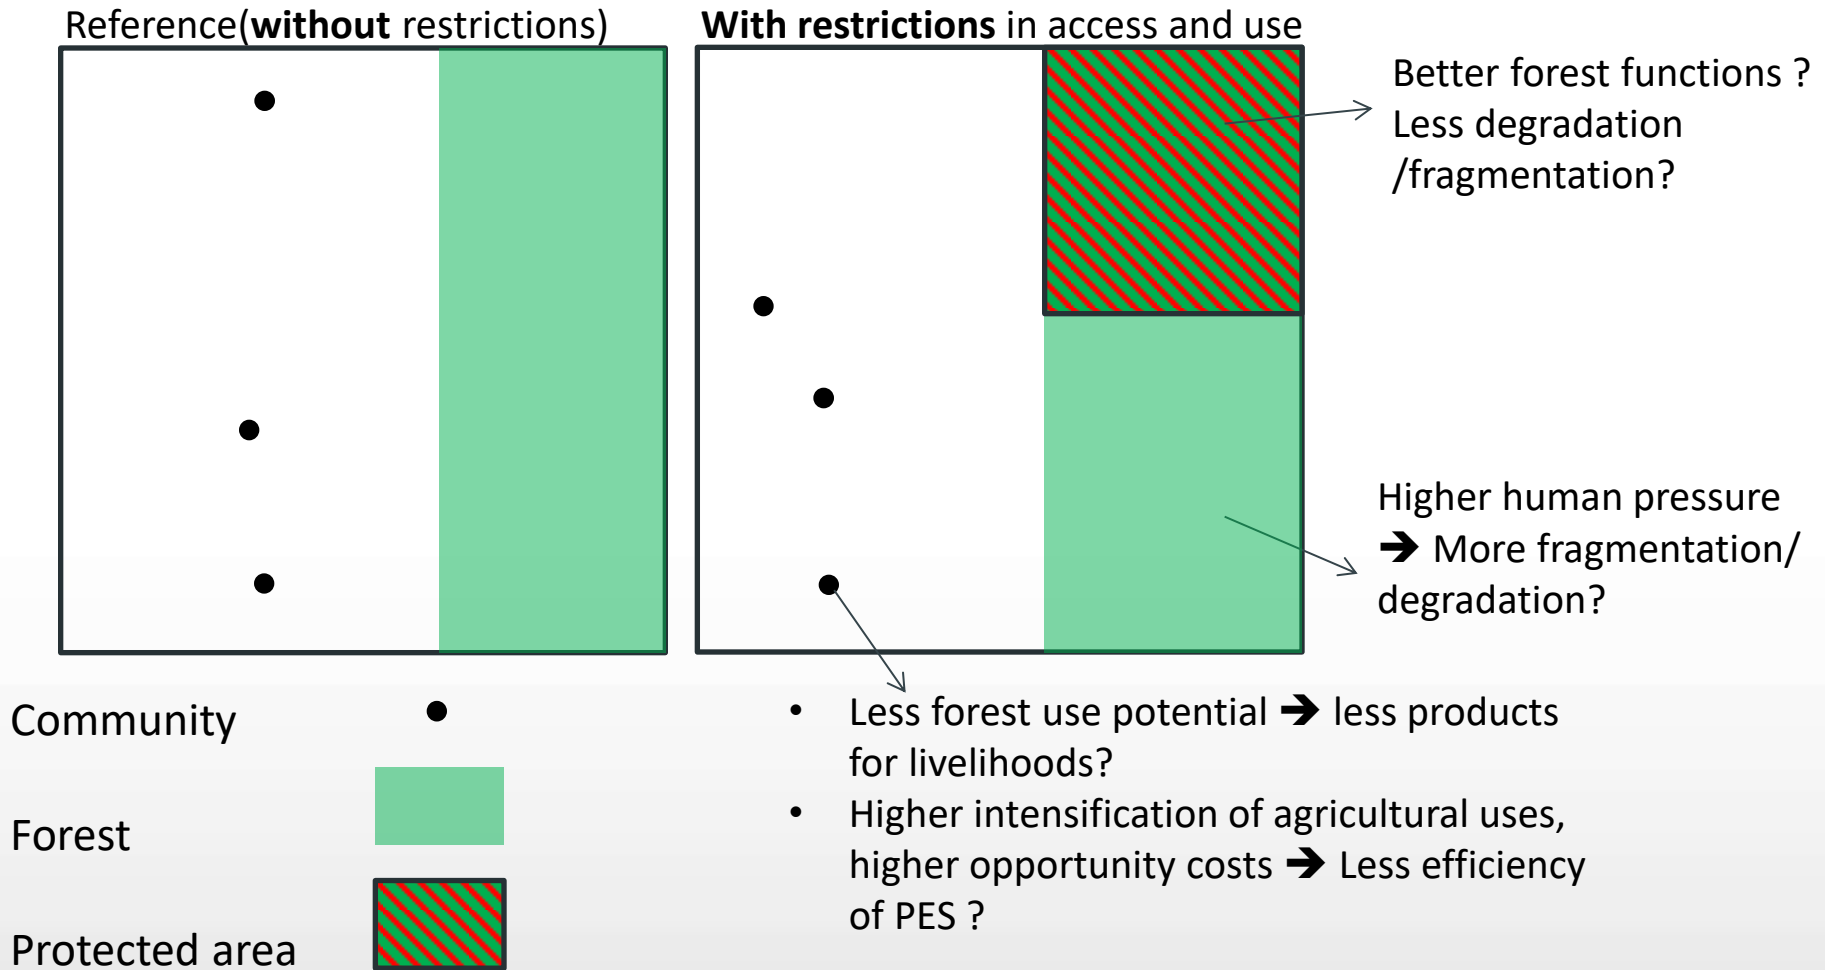 Reference(without restrictions)
With restrictions in access and use
Better forest functions ?
Less degradation
/fragmentation?
Higher human pressure
➔ More fragmentation/
degradation?
• Less forest use potential ➔ less products
for livelihoods?
• Higher intensification of agricultural uses,
higher opportunity costs ➔ Less efficiency
of PES ?
Community
Forest
Protected area